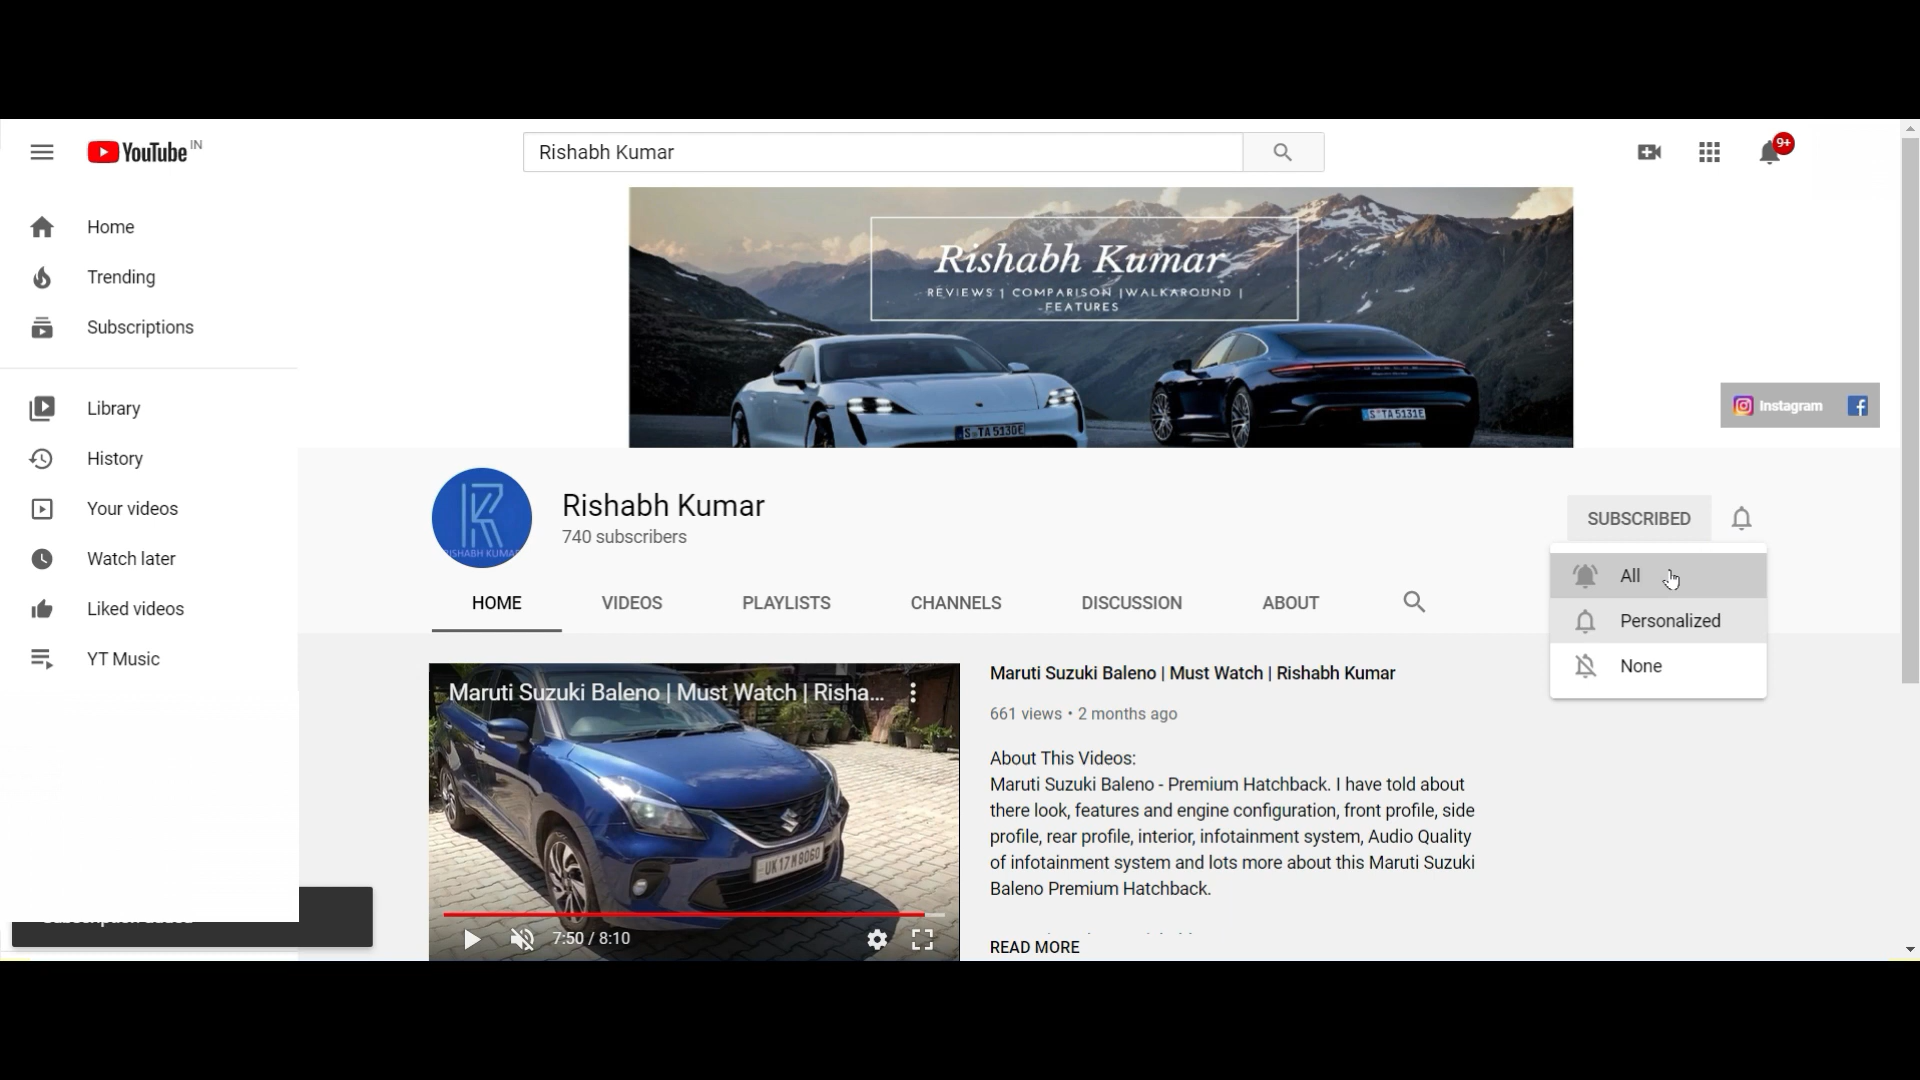 YouTube IN
Rishabh Kumar
9+
Home
Trending
Subscriptions
Library
History
Your videos
Watch later
Liked videos
YT Music
Rishabh Kumar
REVIEWS | COMPARISON |WALKAROUND |
-FEATURES
S TA 5130E
S TA 5131E
Instagram
RISHABH KUMAR
Rishabh Kumar
740 subscribers
SUBSCRIBED
All
Personalized
None
HOME
VIDEOS
PLAYLISTS
CHANNELS
DISCUSSION
ABOUT
Maruti Suzuki Baleno | Must Watch | Risha...
UK17M8060
7:50 / 8:10
Maruti Suzuki Baleno | Must Watch | Rishabh Kumar
661 views • 2 months ago
About This Videos:
Maruti Suzuki Baleno - Premium Hatchback. I have told about
there look, features and engine configuration, front profile, side
profile, rear profile, interior, infotainment system, Audio Quality
of infotainment system and lots more about this Maruti Suzuki
Baleno Premium Hatchback.
READ MORE